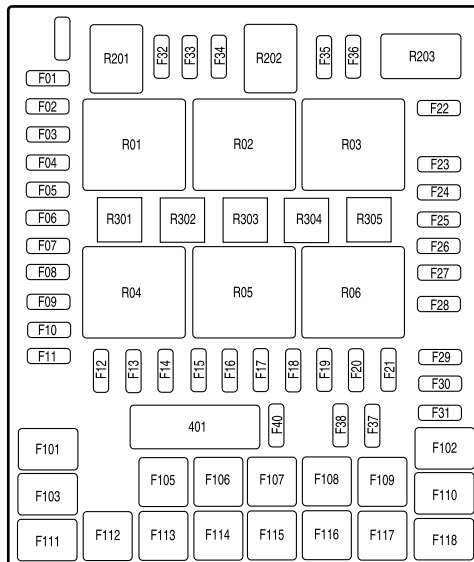 R201 F32 F33 F34 R202 F35 F36 R203
F01
F02 F22
F03 R01 R02 R03
F04 F23
F05 F24
F06 R301 R302 R303 R304 R305 F25
F07 F26
F08 F27
F09 R04 R05 R06 F28
F10
F11 F29
F12 F13 F14 F15 F16 F17 F18 F19 F20 F21 F30
401 F40 F38 F37 F31
F101 F102
F103 F105 F106 F107 F108 F109 F110
F111 F112 F113 F114 F115 F116 F117 F118